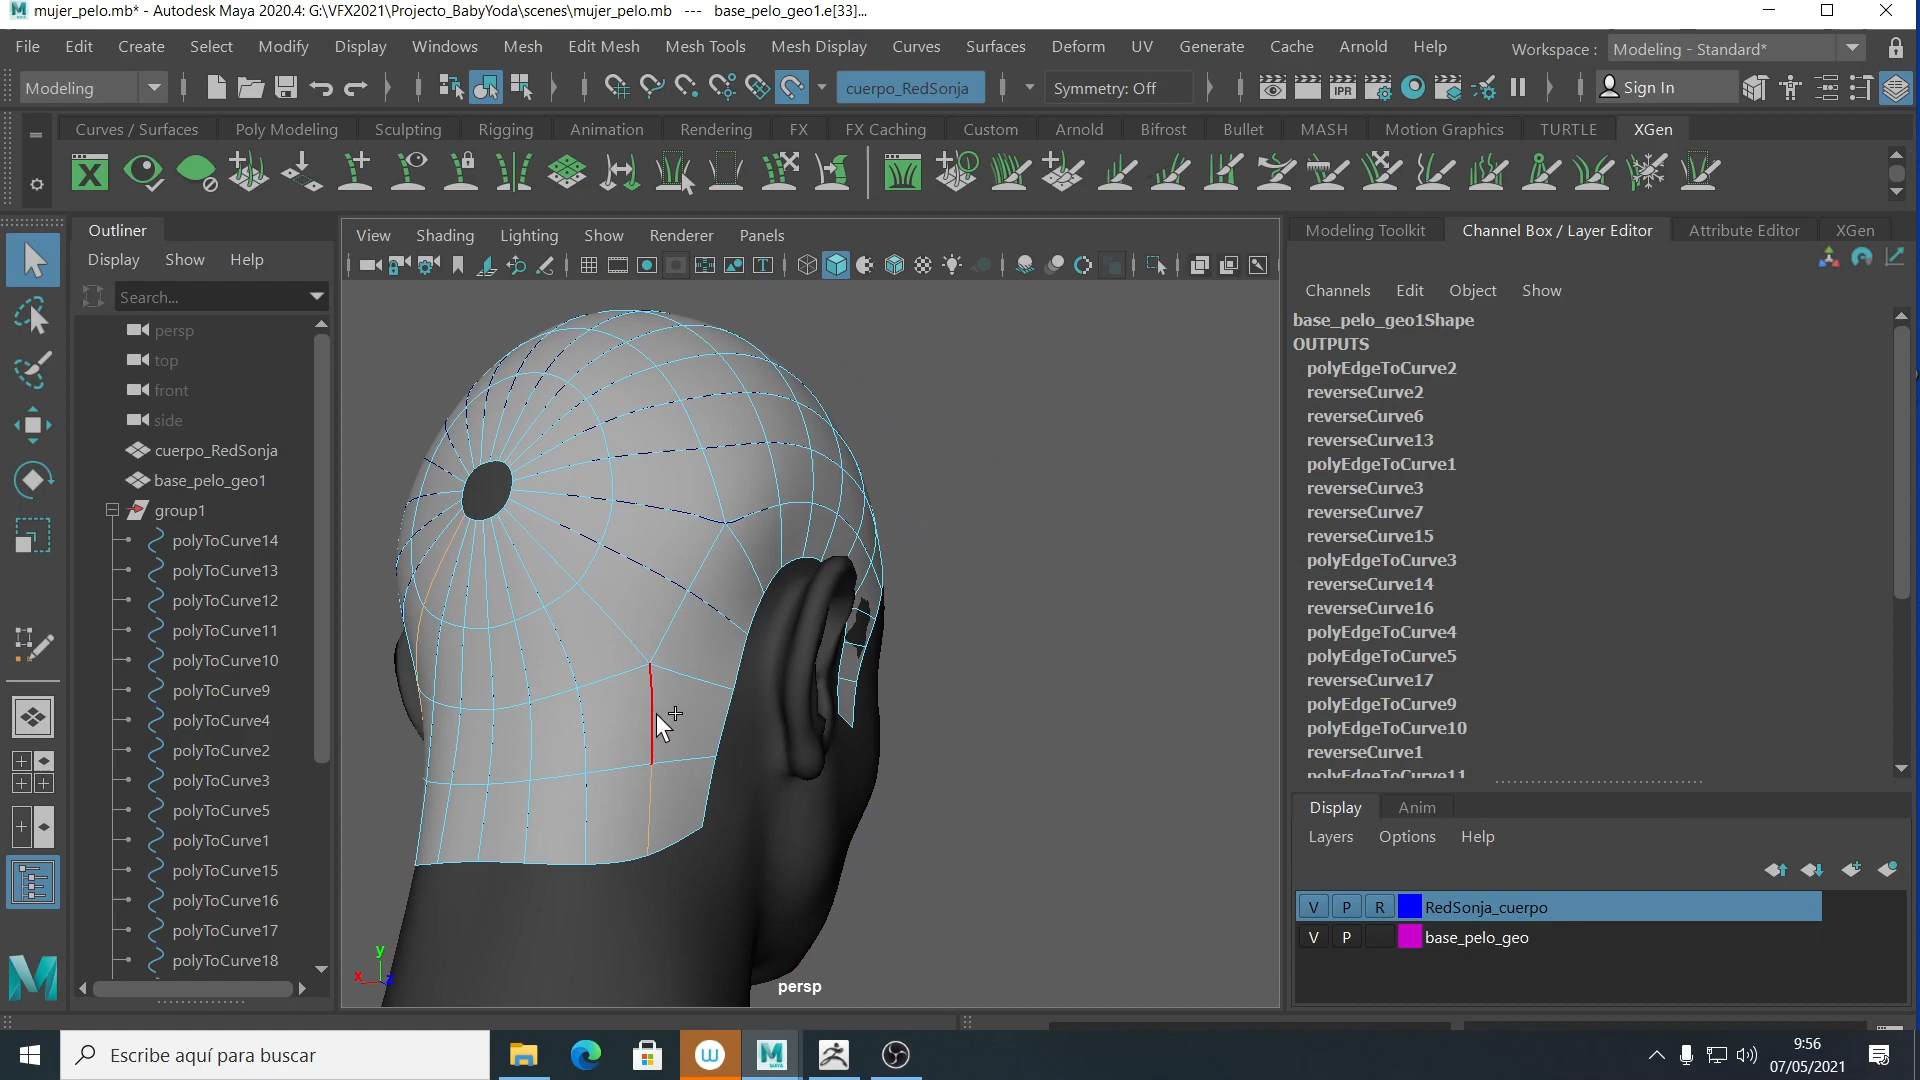 mujer_pelo.mb* - Autodesk Maya 2020.4: G:\VFX2021\Projecto_BabyYoda\scenes\mujer_pelo.mb   ---   base_pelo_geo1.e[33]...
File Edit Create Select Modify Display Windows Mesh Edit Mesh Mesh Tools Mesh Display Curves Surfaces Deform UV Generate Cache Arnold Help Workspace : Modeling - Standard*
Modeling cuerpo_RedSonja Symmetry: Off IPR Sign In
Curves / Surfaces Poly Modeling Sculpting Rigging Animation Rendering FX FX Caching Custom Arnold Bifrost Bullet MASH Motion Graphics TURTLE XGen
Outliner
Display Show Help
Search...
persp
top
front
side
cuerpo_RedSonja
base_pelo_geo1
group1
polyToCurve14
polyToCurve13
polyToCurve12
polyToCurve11
polyToCurve10
polyToCurve9
polyToCurve4
polyToCurve2
polyToCurve3
polyToCurve5
polyToCurve1
polyToCurve15
polyToCurve16
polyToCurve17
polyToCurve18
View Shading Lighting Show Renderer Panels
y
x
z
persp
Modeling Toolkit Channel Box / Layer Editor Attribute Editor XGen
Channels Edit Object Show
base_pelo_geo1Shape
OUTPUTS
polyEdgeToCurve2
reverseCurve2
reverseCurve6
reverseCurve13
polyEdgeToCurve1
reverseCurve3
reverseCurve7
reverseCurve15
polyEdgeToCurve3
reverseCurve14
reverseCurve16
polyEdgeToCurve4
polyEdgeToCurve5
reverseCurve17
polyEdgeToCurve9
polyEdgeToCurve10
reverseCurve1
polyEdgeToCurve11
Display Anim
Layers Options Help
V P R RedSonja_cuerpo
V P base_pelo_geo
Escribe aquí para buscar
9:56
07/05/2021